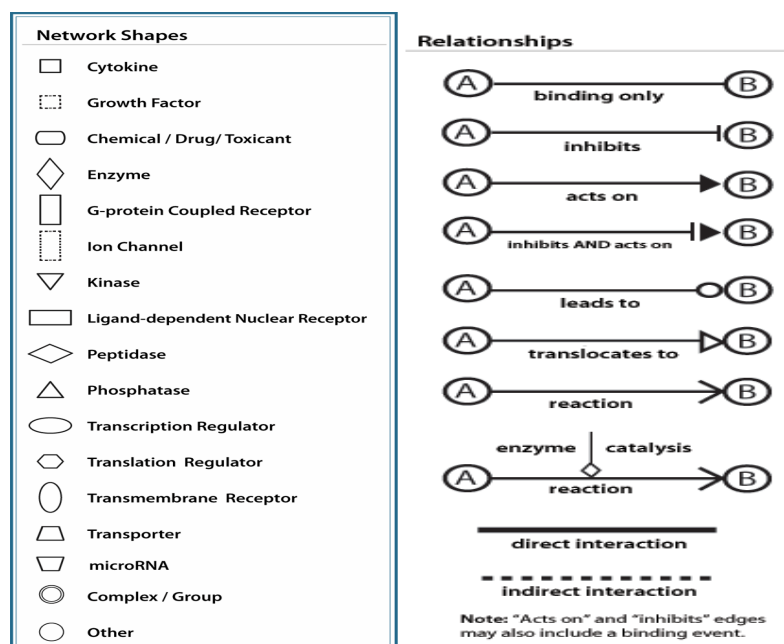 Network Shapes
Cytokine
Growth Factor
Chemical / Drug/ Toxicant
Enzyme
G-protein Coupled Receptor
Ion Channel
Kinase
Ligand-dependent Nuclear Receptor
Peptidase
Phosphatase
Transcription Regulator
Translation Regulator
Transmembrane Receptor
Transporter
microRNA
Complex / Group
Other
Relationships
A B
binding only
A B
inhibits
A B
acts on
A B
inhibits AND acts on
A B
leads to
A B
translocates to
A B
reaction
enzyme catalysis
A B
reaction
direct interaction
indirect interaction
Note: "Acts on" and "inhibits" edges
may also include a binding event.